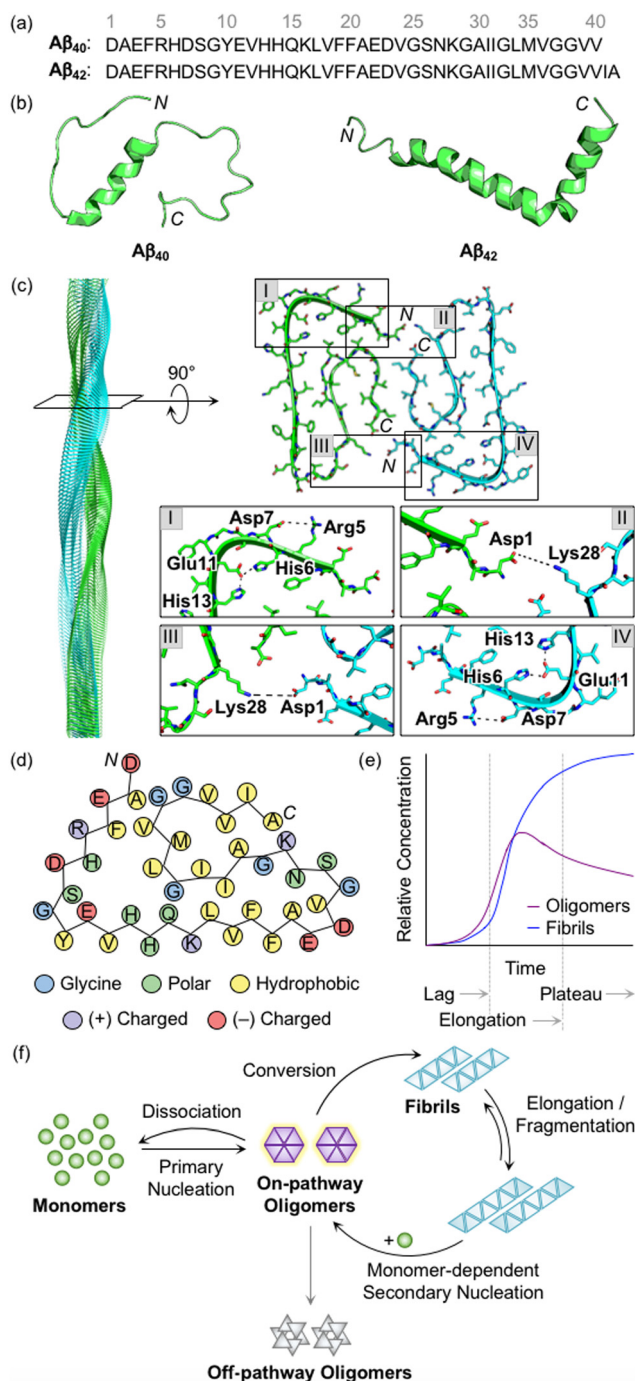 (a)
1 5 10 15 20 25 30 35 40
Aβ40: DAEFRHDSGYEVHHQKLVFFAEDVGSNKGAIIGLMVGGVV
Aβ42: DAEFRHDSGYEVHHQKLVFFAEDVGSNKGAIIGLMVGGVVIA
(b)
N
C
Aβ40
N
C
Aβ42
(c)
90°
I
N
II
C
C
III
N
IV
I
Asp7
Arg5
Glu11
His6
His13
II
Asp1
Lys28
III
Lys28
Asp1
IV
His13
His6
Glu11
Arg5
Asp7
(d)
N D
E A G G V V I
R F V V A C
D H M A K
S L I I G N S
G E H Q L F A V G
Y V H K V F E D
Glycine Polar Hydrophobic
(+) Charged (–) Charged
(e)
Relative Concentration
Oligomers
Fibrils
Time
Lag
Plateau
Elongation
(f)
Conversion
Fibrils
Dissociation
Elongation /
Fragmentation
Primary
Nucleation
Monomers
On-pathway
Oligomers
+
Monomer-dependent
Secondary Nucleation
Off-pathway Oligomers